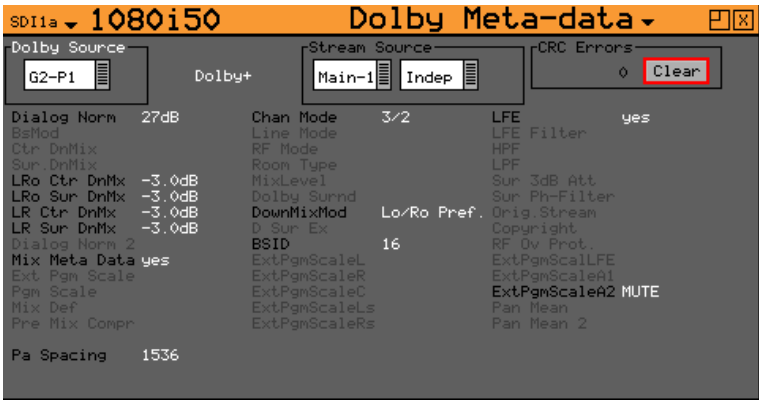 SDI1a 1080i50 Dolby Meta-data
Dolby Source Stream Source CRC Errors
G2-P1 Dolby+ Main-1 Indep 0 Clear
Dialog Norm 27dB Chan Mode 3/2 LFE yes
BsMod Line Mode LFE Filter
Ctr DnMix RF Mode HPF
Sur.DnMix Room Type LPF
LRo Ctr DnMx -3.0dB MixLevel Sur 3dB Att
LRo Sur DnMx -3.0dB Dolby Surnd Sur Ph-Filter
LR Ctr DnMx -3.0dB DownMixMod Lo/Ro Pref. Orig.Stream
LR Sur DnMx -3.0dB D Sur Ex Copyright
Dialog Norm 2 BSID 16 RF Ov Prot.
Mix Meta Data yes ExtPgmScaleL ExtPgmScalLFE
Ext Pgm Scale ExtPgmScaleR ExtPgmScaleA1
Pgm Scale ExtPgmScaleC ExtPgmScaleA2 MUTE
Mix Def ExtPgmScaleLs Pan Mean
Pre Mix Compr ExtPgmScaleRs Pan Mean 2
Pa Spacing 1536